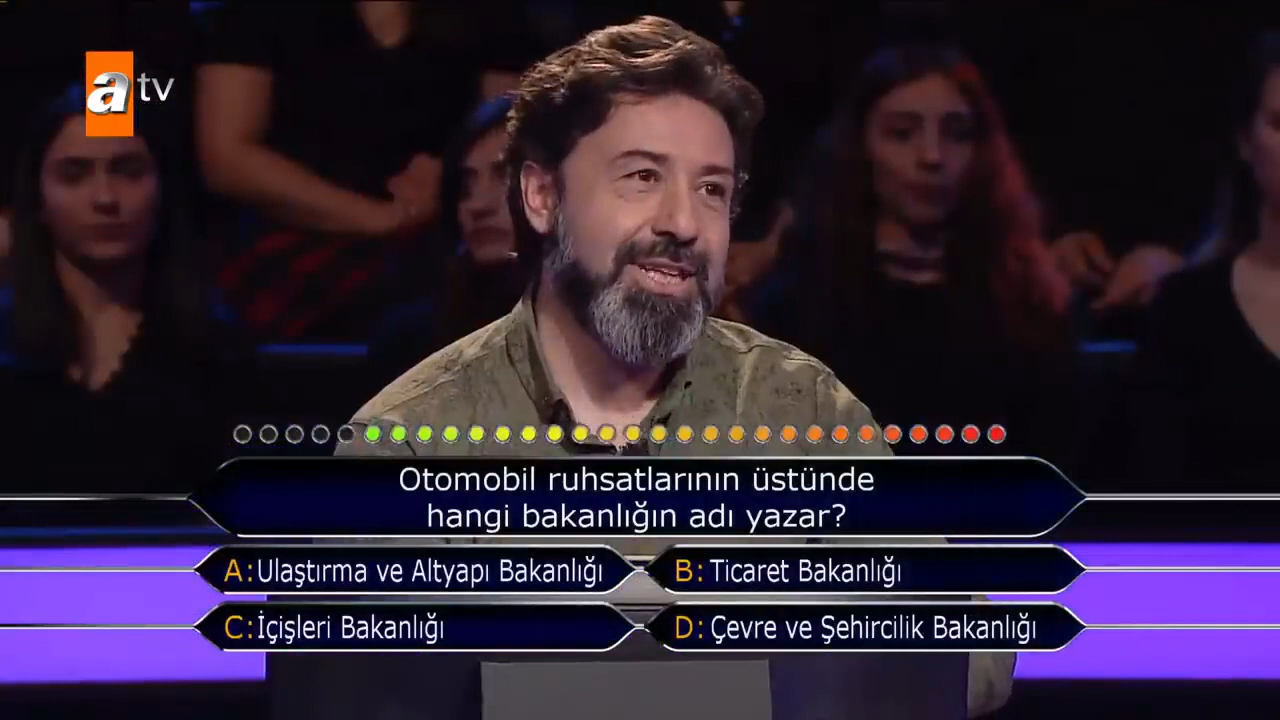 atv
Otomobil ruhsatlarının üstünde
hangi bakanlığın adı yazar?
A: Ulaştırma ve Altyapı Bakanlığı
B: Ticaret Bakanlığı
C: İçişleri Bakanlığı
D: Çevre ve Şehircilik Bakanlığı